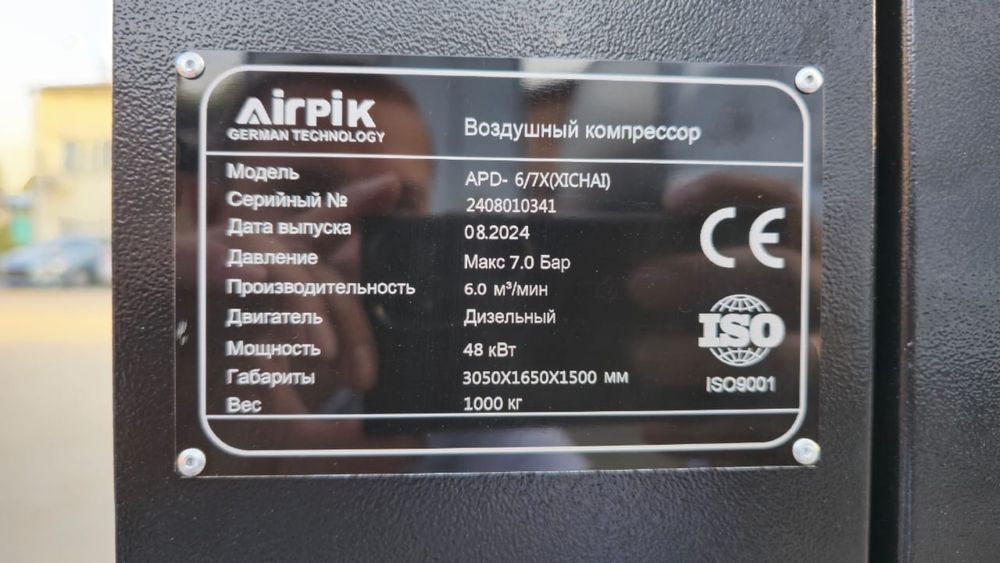 AIRPIK
GERMAN TECHNOLOGY
Воздушный компрессор
Модель APD- 6/7X(XICHAI)
Серийный № 2408010341
Дата выпуска 08.2024
Давление Макс 7.0 Бар
Производительность 6.0 м³/мин
Двигатель Дизельный
Мощность 48 кВт
Габариты 3050X1650X1500 мм
Вес 1000 кг
CE
ISO
ISO9001